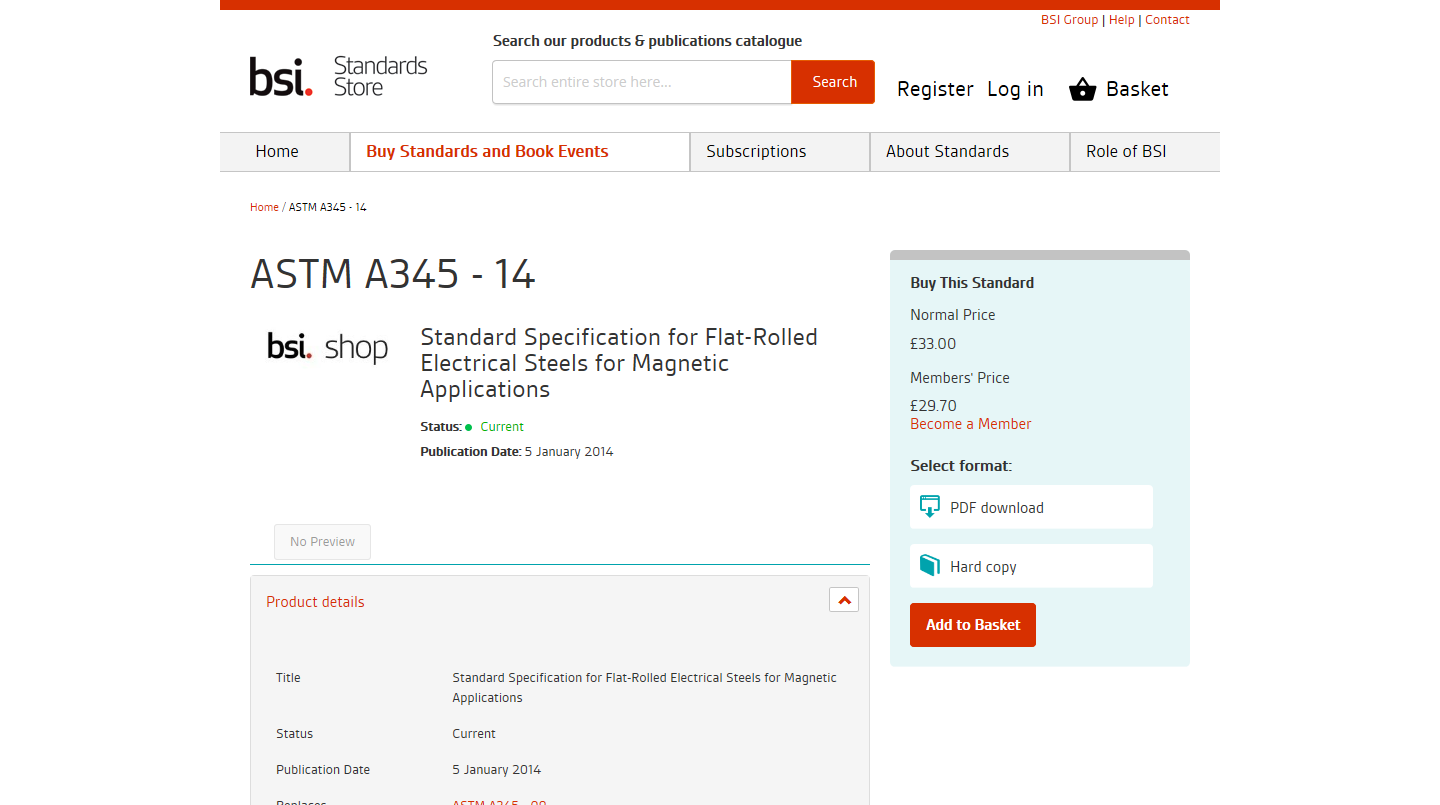 BSI Group | Help | Contact
Search our products & publications catalogue
bsi. Standards Store
Search entire store here...
Search
Register
Log in
Basket
Home
Buy Standards and Book Events
Subscriptions
About Standards
Role of BSI
Home / ASTM A345 - 14
ASTM A345 - 14
bsi. shop
Standard Specification for Flat-Rolled
Electrical Steels for Magnetic
Applications
Status: Current
Publication Date: 5 January 2014
No Preview
Buy This Standard
Normal Price
£33.00
Members' Price
£29.70
Become a Member
Select format:
PDF download
Hard copy
Add to Basket
Product details
Title Standard Specification for Flat-Rolled Electrical Steels for Magnetic
Applications
Status Current
Publication Date 5 January 2014
Replaces